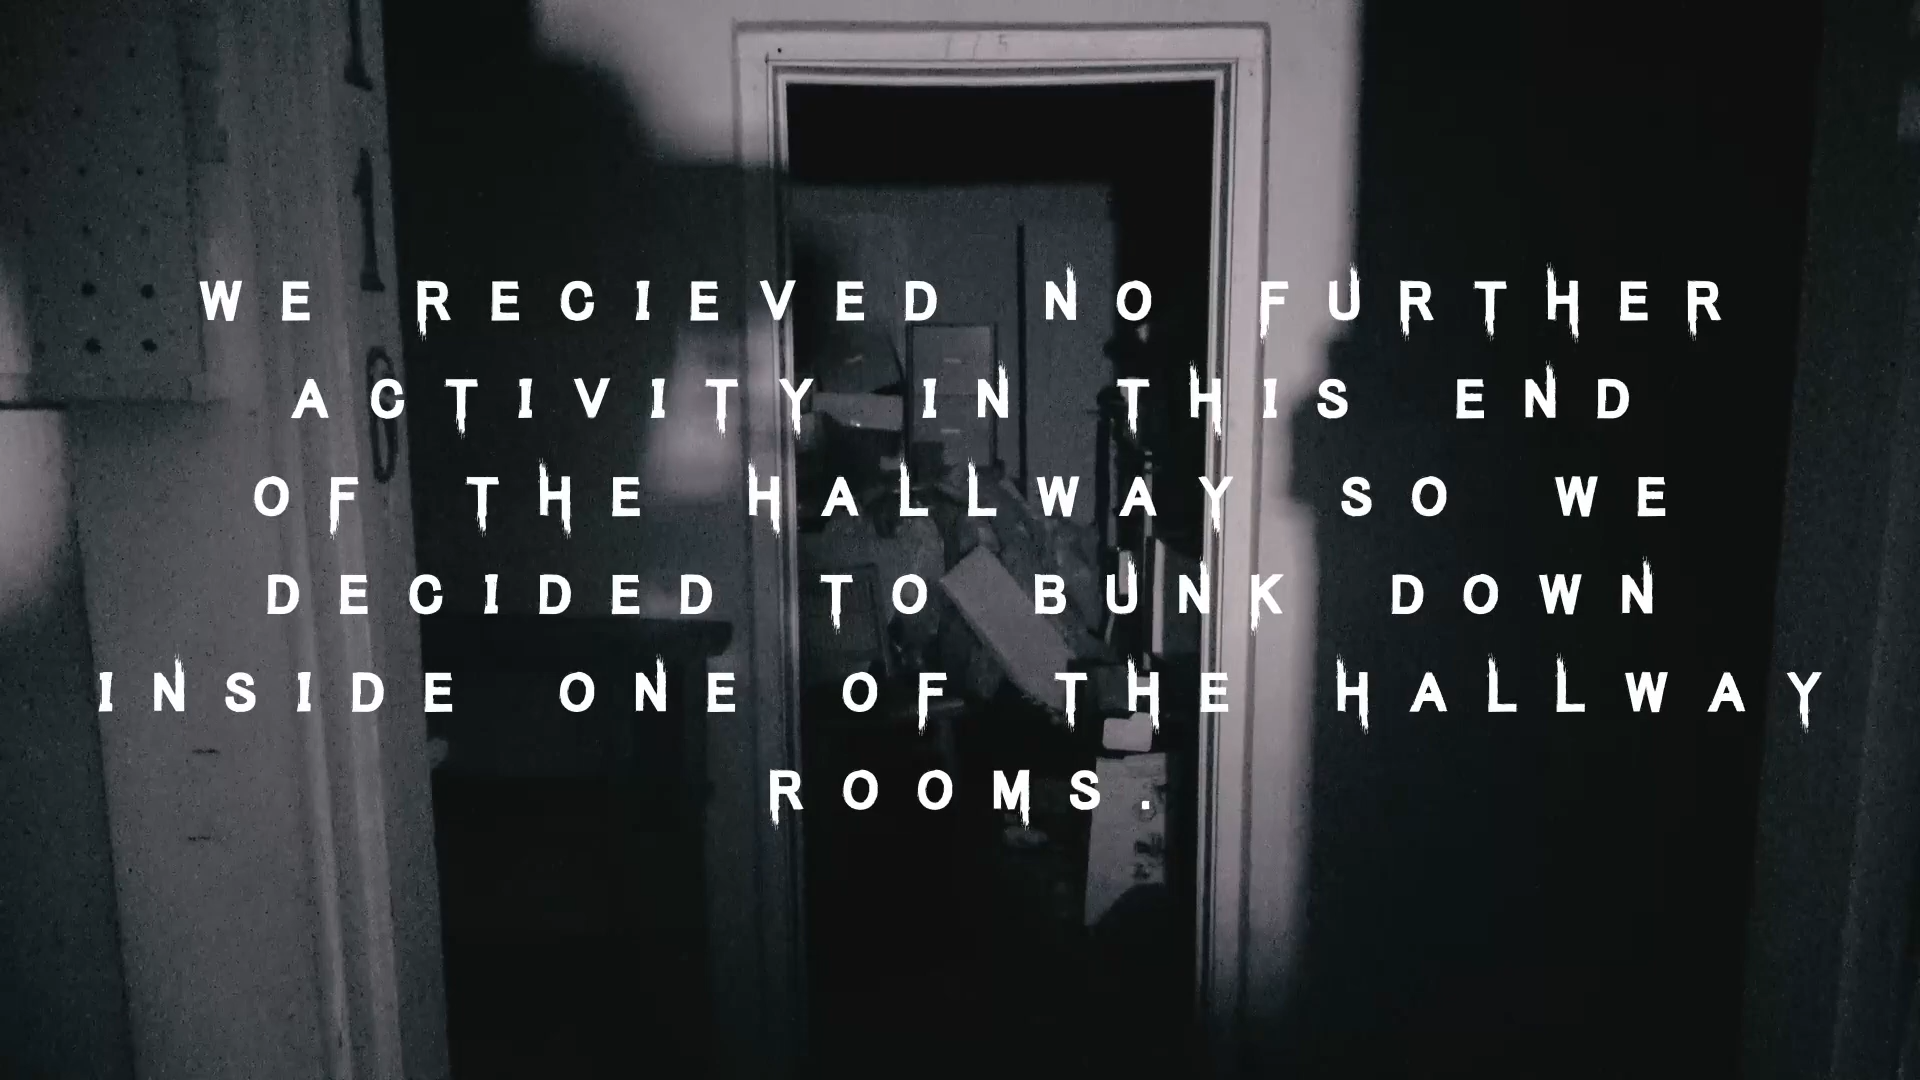 WE RECIEVED NO FURTHER
ACTIVITY IN THIS END
OF THE HALLWAY SO WE
DECIDED TO BUNK DOWN
INSIDE ONE OF THE HALLWAY
ROOMS.
110